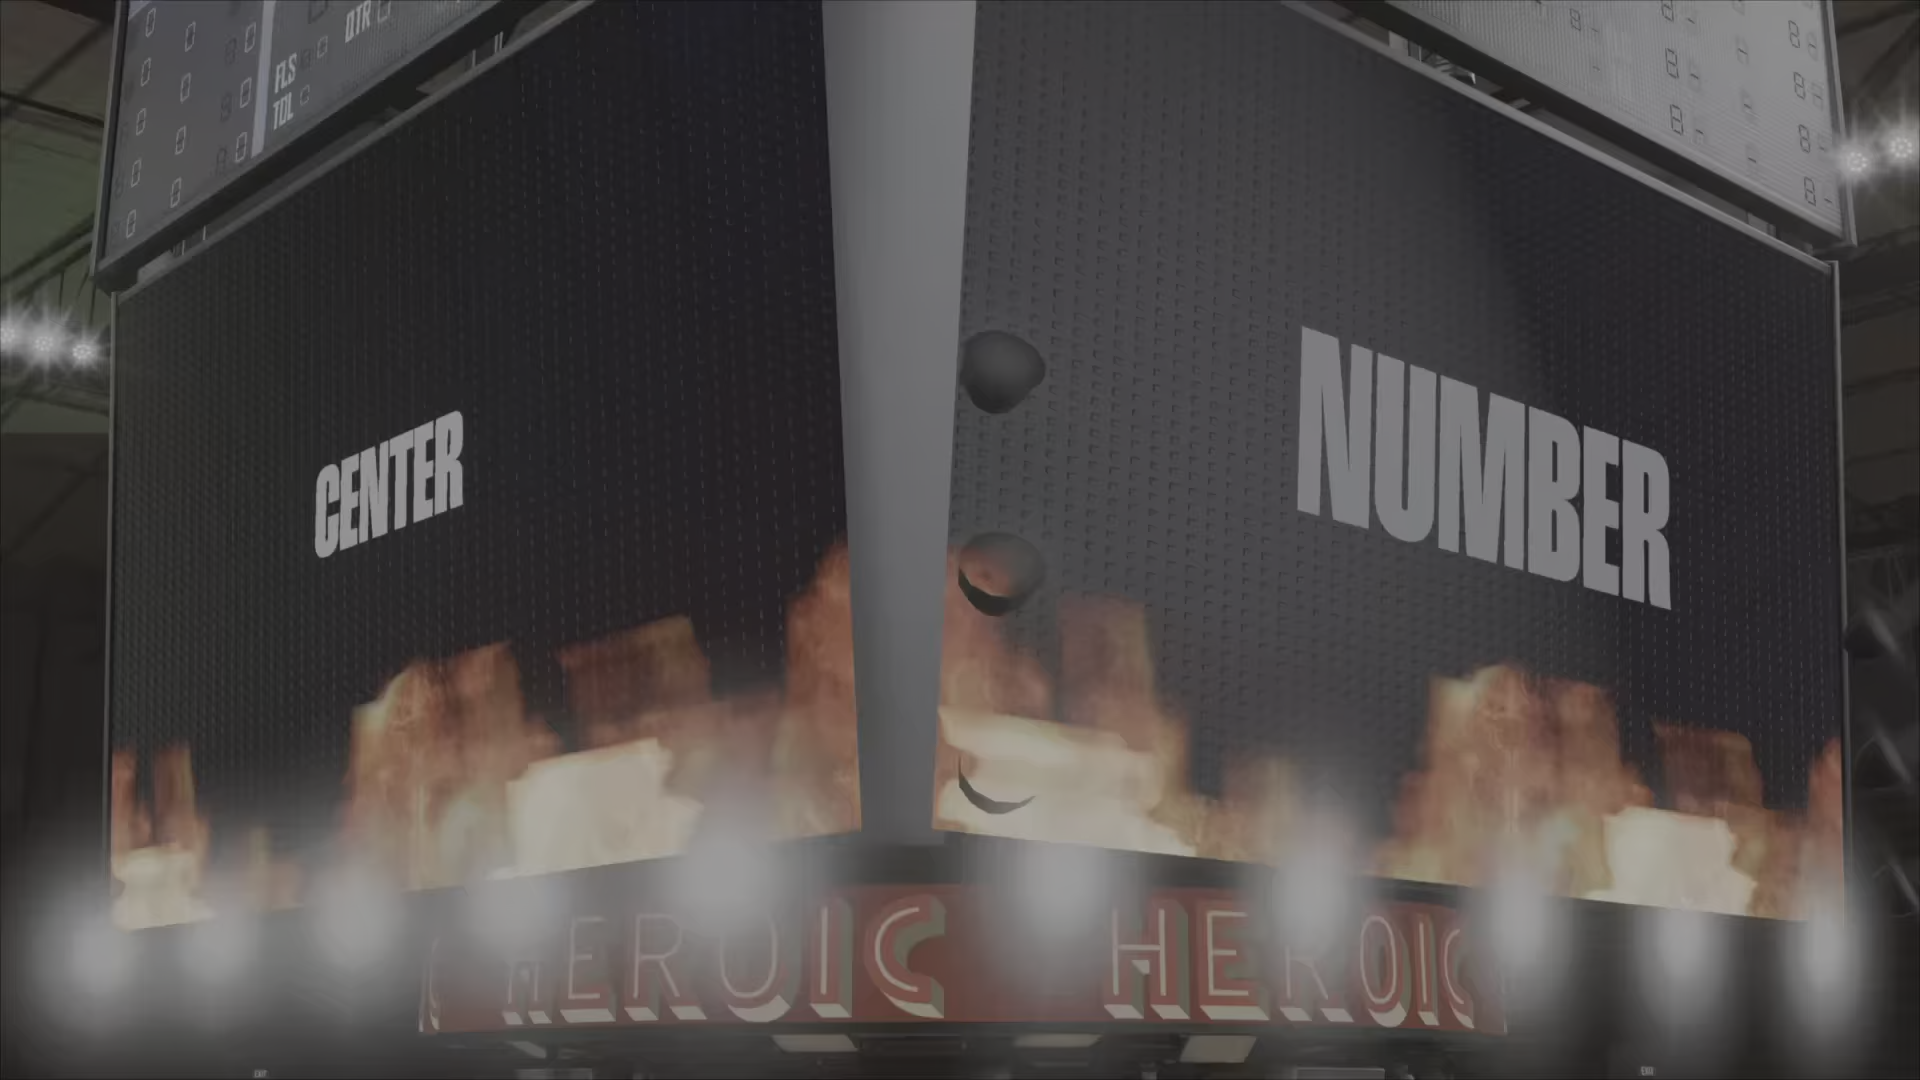 QTR
FLS
TOL
CENTER
NUMBER
HEROIC HEROIC